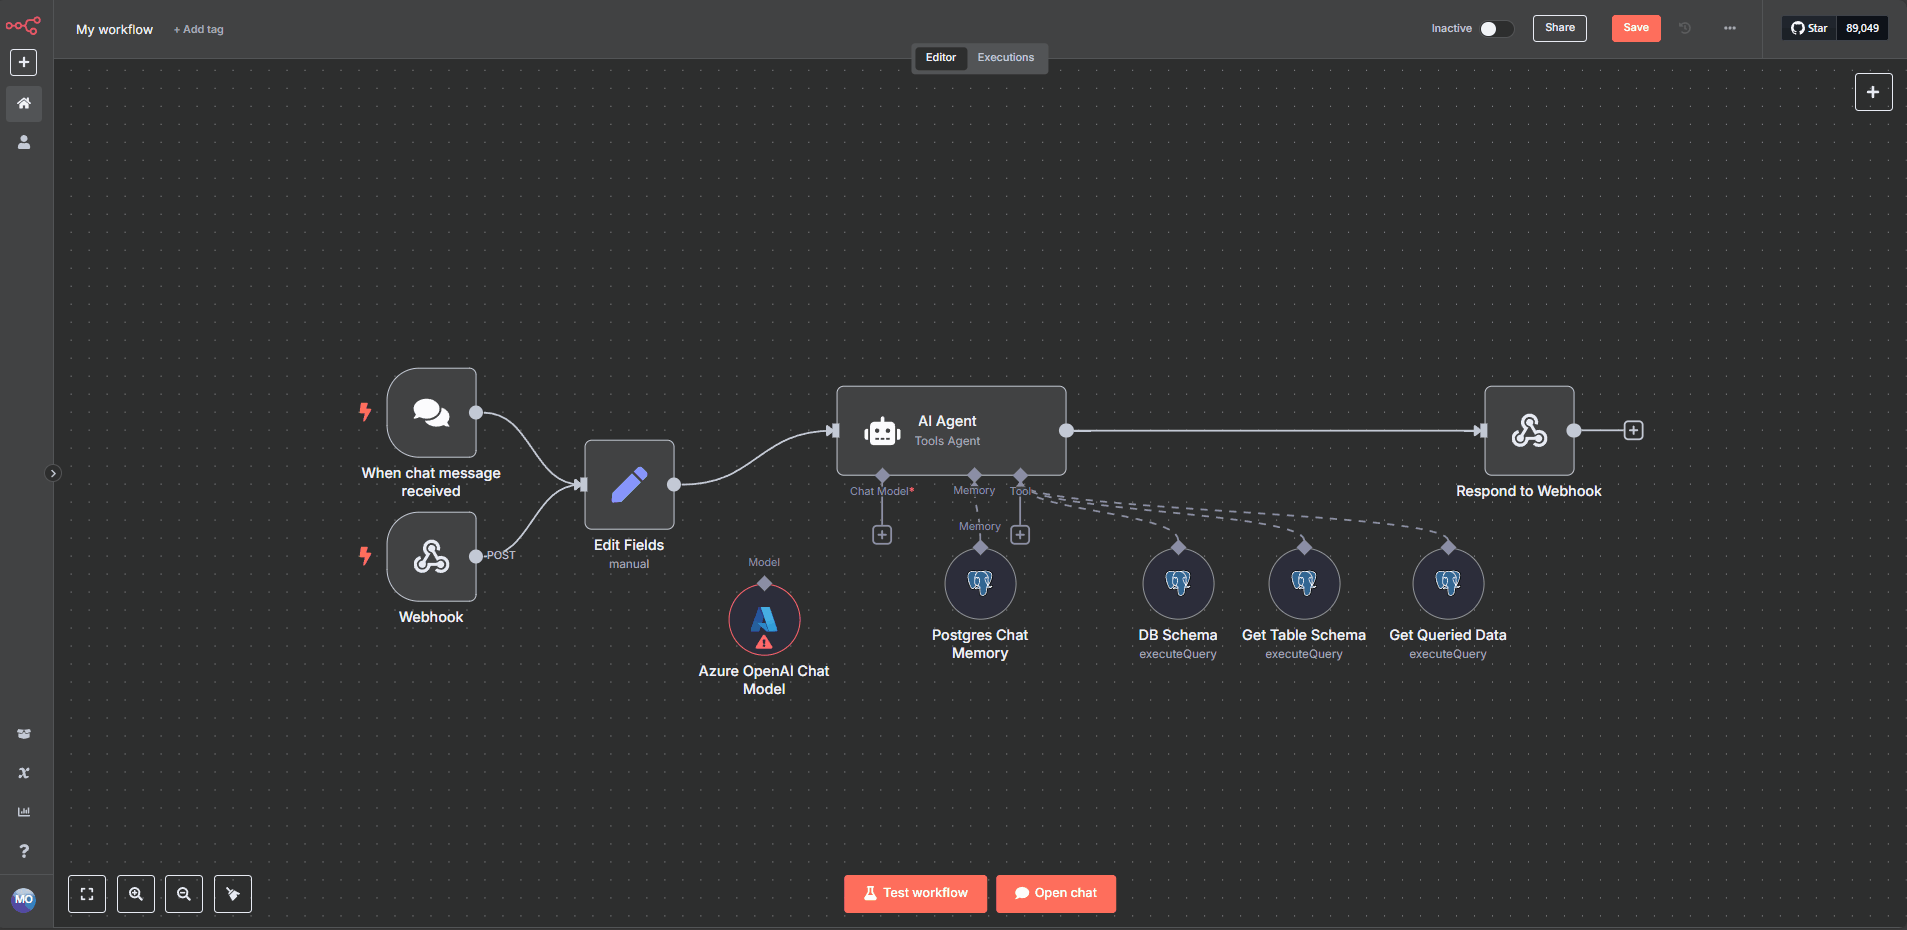 My workflow
+ Add tag
Inactive
Share
Save
Star
89,049
Editor
Executions
When chat message
received
POST
Webhook
Edit Fields
manual
AI Agent
Tools Agent
Chat Model*
Memory
Tool
Memory
Model
Azure OpenAI Chat
Model
Postgres Chat
Memory
DB Schema
executeQuery
Get Table Schema
executeQuery
Get Queried Data
executeQuery
Respond to Webhook
MO
Test workflow
Open chat